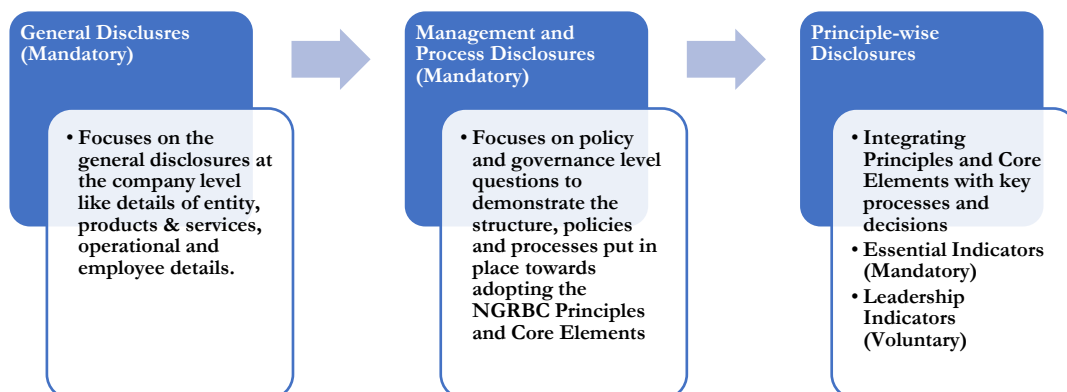 General Disclusres
(Mandatory)
• Focuses on the
general disclosures at
the company level
like details of entity,
products & services,
operational and
employee details.
Management and
Process Disclosures
(Mandatory)
• Focuses on policy
and governance level
questions to
demonstrate the
structure, policies
and processes put in
place towards
adopting the
NGRBC Principles
and Core Elements
Principle-wise
Disclosures
• Integrating
Principles and Core
Elements with key
processes and
decisions
• Essential Indicators
(Mandatory)
• Leadership
Indicators
(Voluntary)